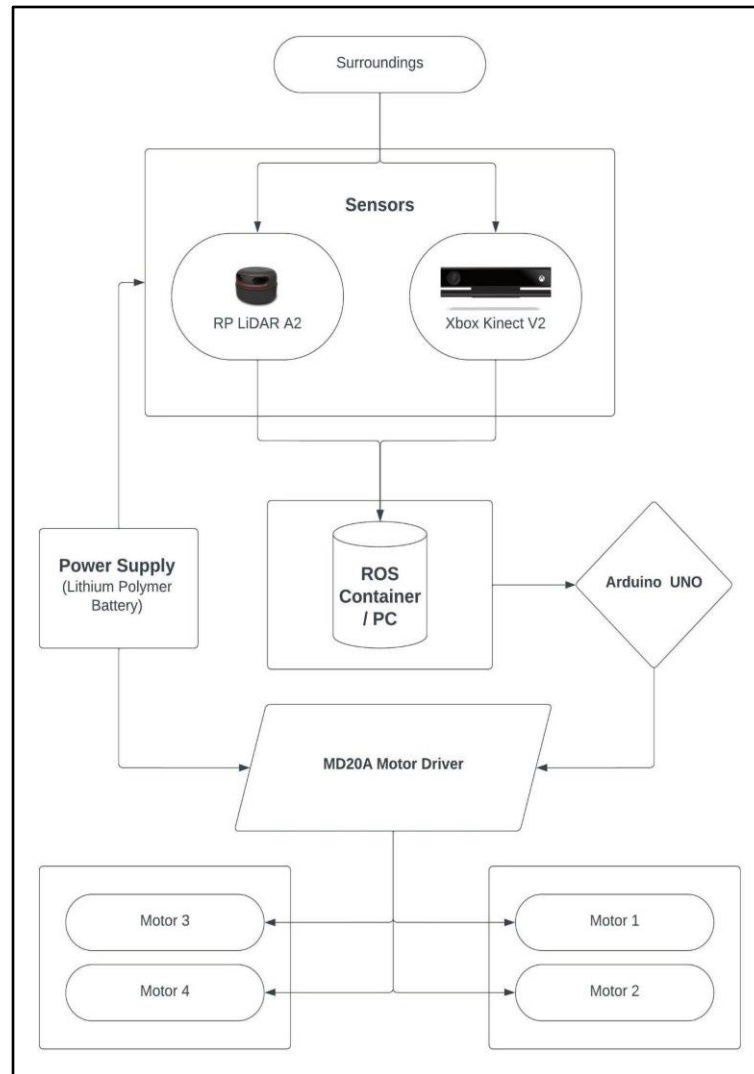 Surroundings
Sensors
RP LiDAR A2
Xbox Kinect V2
Power Supply
(Lithium Polymer
Battery)
ROS
Container
/ PC
Arduino  UNO
MD20A Motor Driver
Motor 3
Motor 1
Motor 4
Motor 2